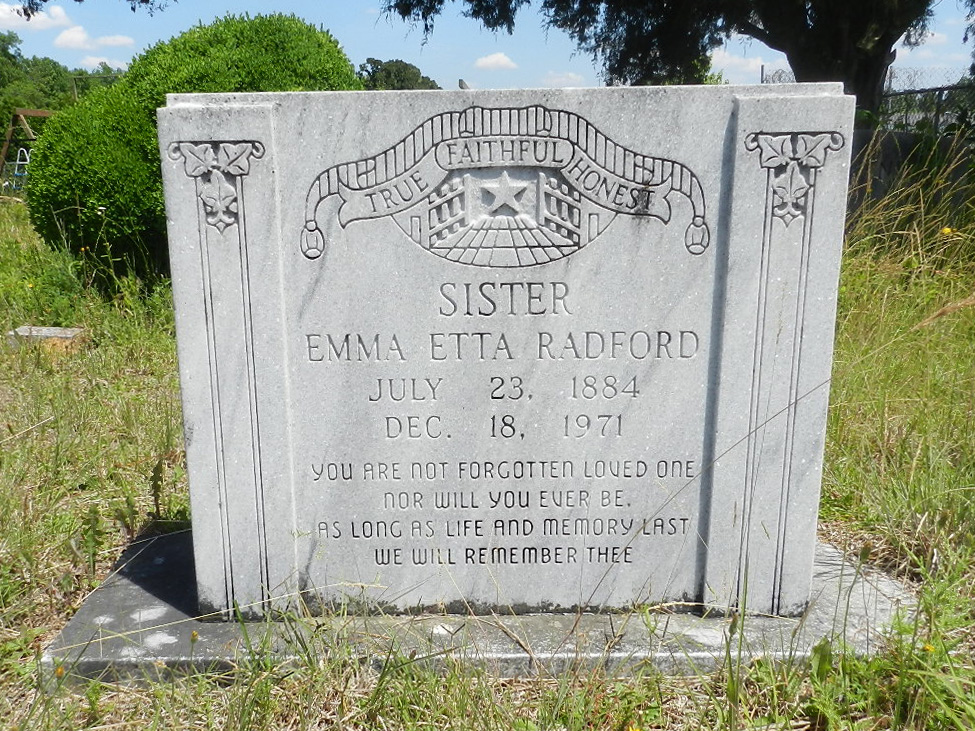 TRUE FAITHFUL HONEST
SISTER
EMMA ETTA RADFORD
JULY 23, 1884
DEC. 18, 1971
YOU ARE NOT FORGOTTEN LOVED ONE
NOR WILL YOU EVER BE.
AS LONG AS LIFE AND MEMORY LAST
WE WILL REMEMBER THEE